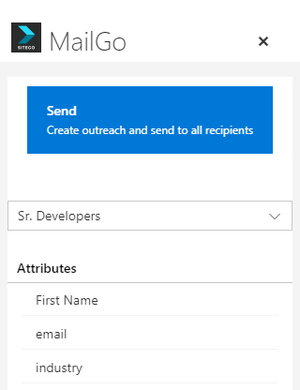 SITEGO
MailGo
Send
Create outreach and send to all recipients
Sr. Developers
Attributes
First Name
email
industry